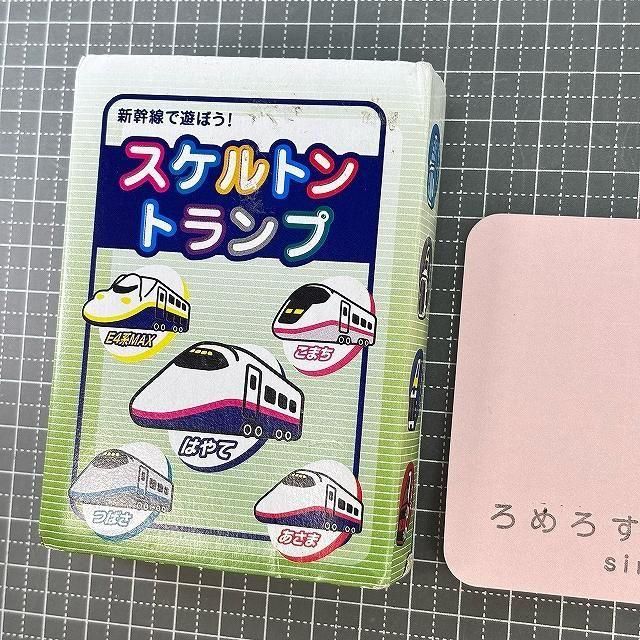 新幹線で遊ぼう!
スケルトン
トランプ
E4系MAX
こまち
はやて
つばさ
あさま
ろめろす
sin